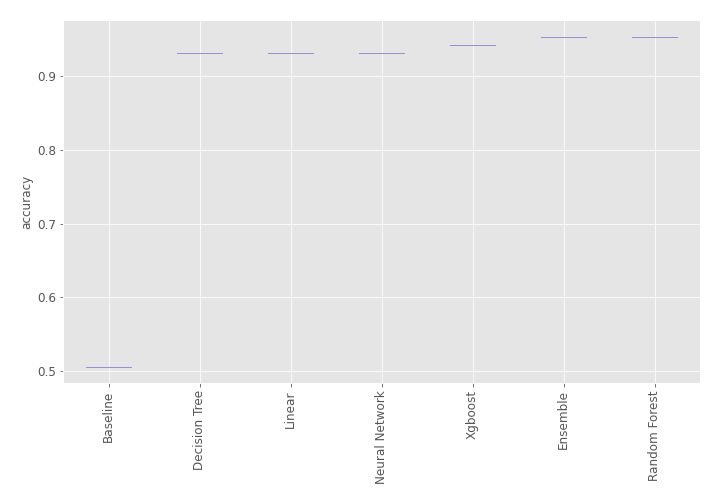 accuracy
0.9
0.8
0.7
0.6
0.5
Baseline
Decision Tree
Linear
Neural Network
Xgboost
Ensemble
Random Forest